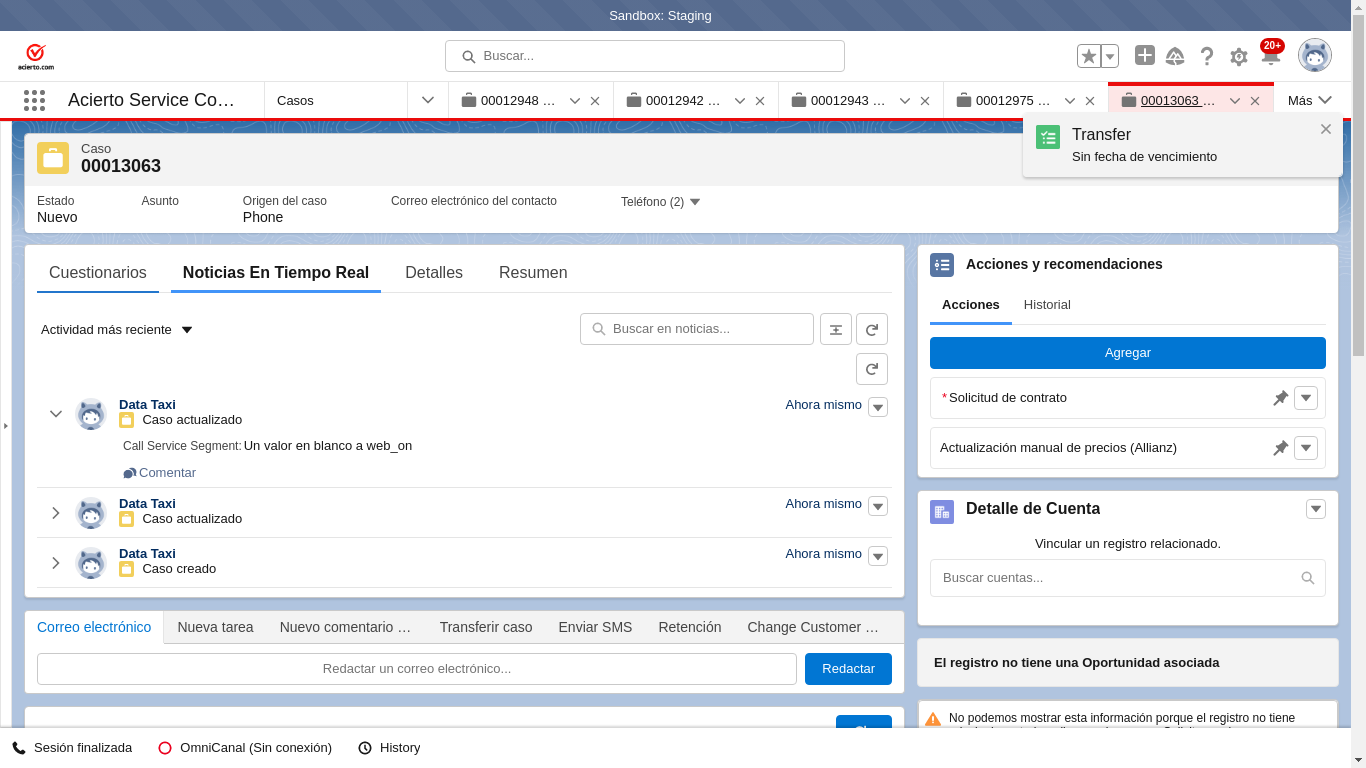 Sandbox: Staging
acierto.com
Buscar...
20+
Acierto Service Co…
Casos
00012948 …
00012942 …
00012943 …
00012975 …
00013063 …
Más
Transfer
Sin fecha de vencimiento
Caso
00013063
Estado
Nuevo
Asunto
Origen del caso
Phone
Correo electrónico del contacto
Teléfono (2)
Cuestionarios
Noticias En Tiempo Real
Detalles
Resumen
Actividad más reciente
Buscar en noticias...
Data Taxi
Caso actualizado
Ahora mismo
Call Service Segment: Un valor en blanco a web_on
Comentar
Data Taxi
Caso actualizado
Ahora mismo
Data Taxi
Caso creado
Ahora mismo
Correo electrónico
Nueva tarea
Nuevo comentario …
Transferir caso
Enviar SMS
Retención
Change Customer …
Redactar un correo electrónico...
Redactar
Acciones y recomendaciones
Acciones
Historial
Agregar
*Solicitud de contrato
Actualización manual de precios (Allianz)
Detalle de Cuenta
Vincular un registro relacionado.
Buscar cuentas...
El registro no tiene una Oportunidad asociada
No podemos mostrar esta información porque el registro no tiene
Sesión finalizada
OmniCanal (Sin conexión)
History